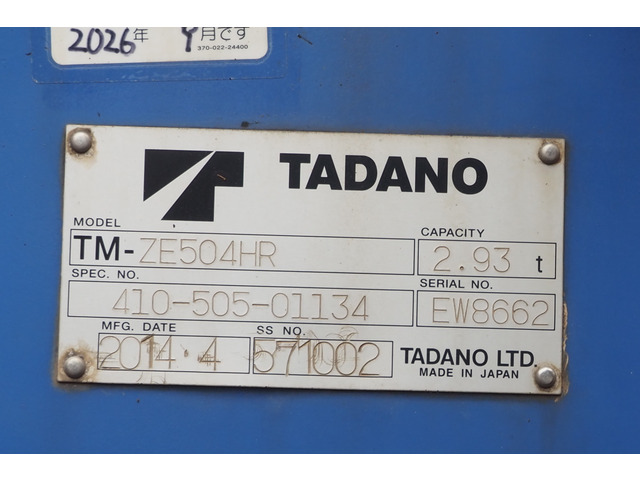 2026年 4月です
370-022-24400
TADANO
MODEL
CAPACITY
TM-ZE504HR
2.93 t
SPEC. NO.
SERIAL NO.
410-505-01134
EW8662
MFG. DATE
SS NO.
2014.4
571002
TADANO LTD.
MADE IN JAPAN